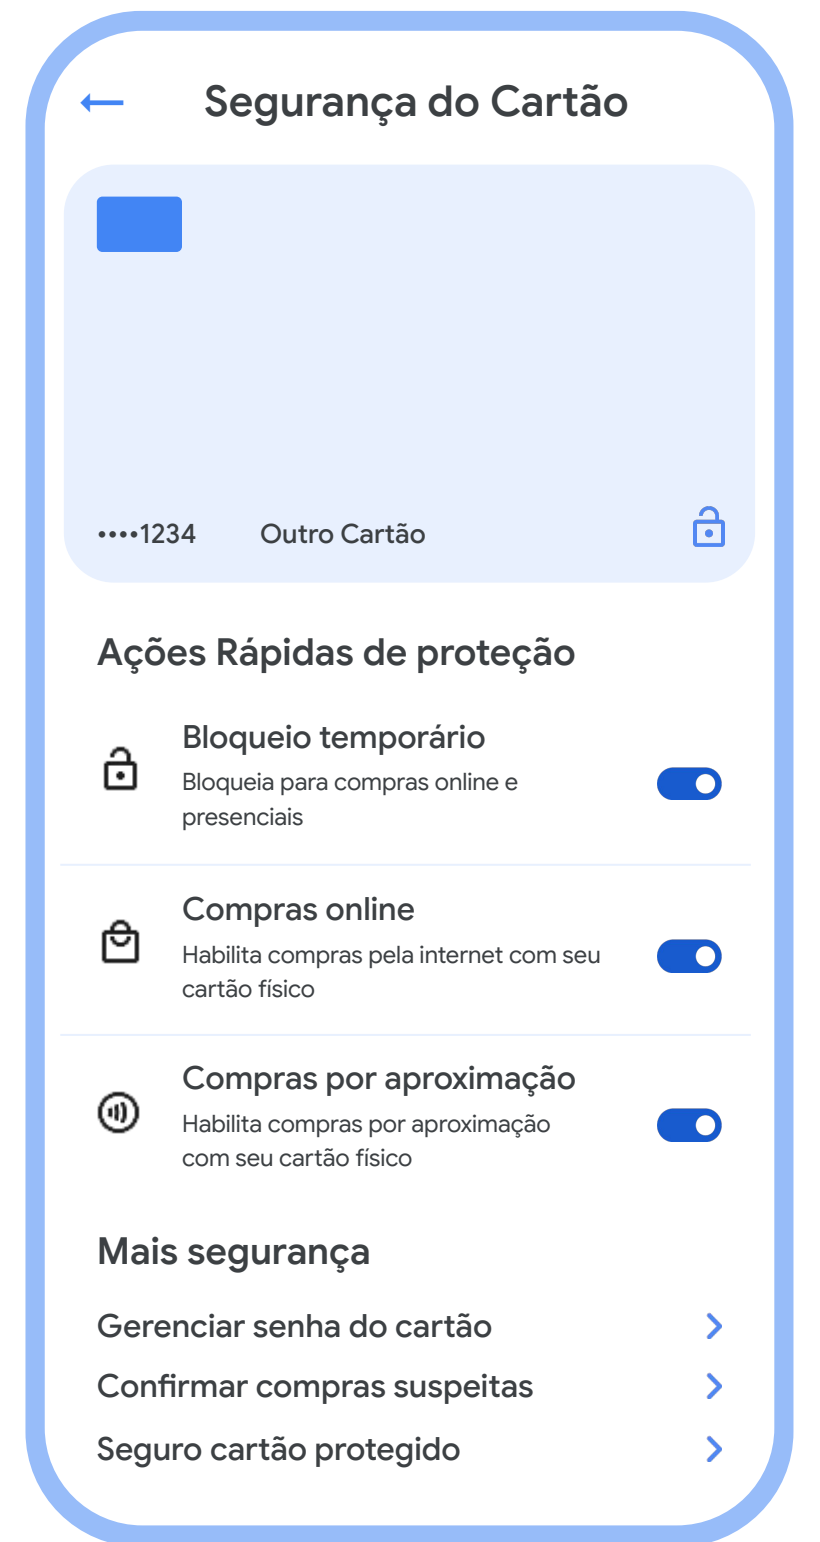 Segurança do Cartão
••••1234 Outro Cartão
Ações Rápidas de proteção
Bloqueio temporário
Bloqueia para compras online e
presenciais
Compras online
Habilita compras pela internet com seu
cartão físico
Compras por aproximação
Habilita compras por aproximação
com seu cartão físico
Mais segurança
Gerenciar senha do cartão
Confirmar compras suspeitas
Seguro cartão protegido